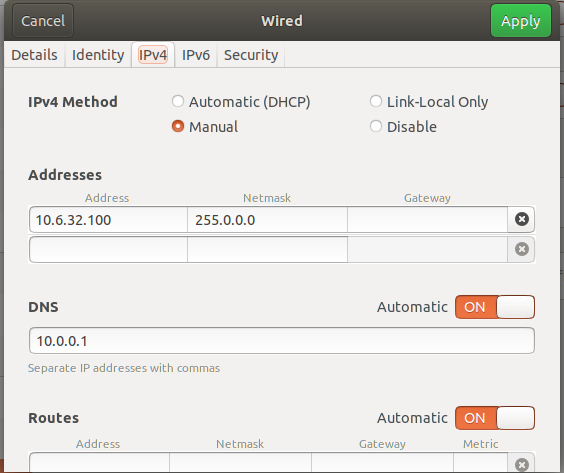 Cancel Wired Apply
Details Identity IPv4 IPv6 Security
IPv4 Method Automatic (DHCP) Link-Local Only
Manual Disable
Addresses
Address Netmask Gateway
10.6.32.100 255.0.0.0
DNS Automatic ON
10.0.0.1
Separate IP addresses with commas
Routes Automatic ON
Address Netmask Gateway Metric